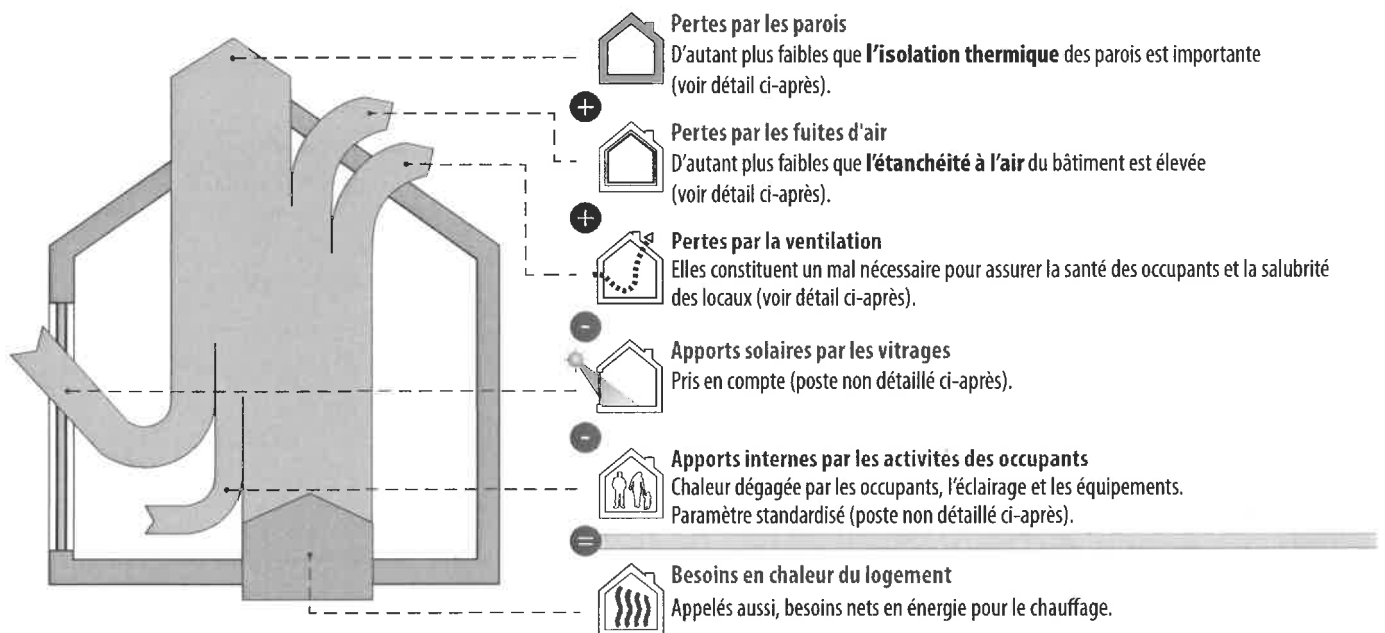 Pertes par les parois
D'autant plus faibles que l'isolation thermique des parois est importante
(voir détail ci-après).
+
Pertes par les fuites d'air
D'autant plus faibles que l'étanchéité à l'air du bâtiment est élevée
(voir détail ci-après).
+
Pertes par la ventilation
Elles constituent un mal nécessaire pour assurer la santé des occupants et la salubrité
des locaux (voir détail ci-après).
-
Apports solaires par les vitrages
Pris en compte (poste non détaillé ci-après).
-
Apports internes par les activités des occupants
Chaleur dégagée par les occupants, l'éclairage et les équipements.
Paramètre standardisé (poste non détaillé ci-après).
=
Besoins en chaleur du logement
Appelés aussi, besoins nets en énergie pour le chauffage.